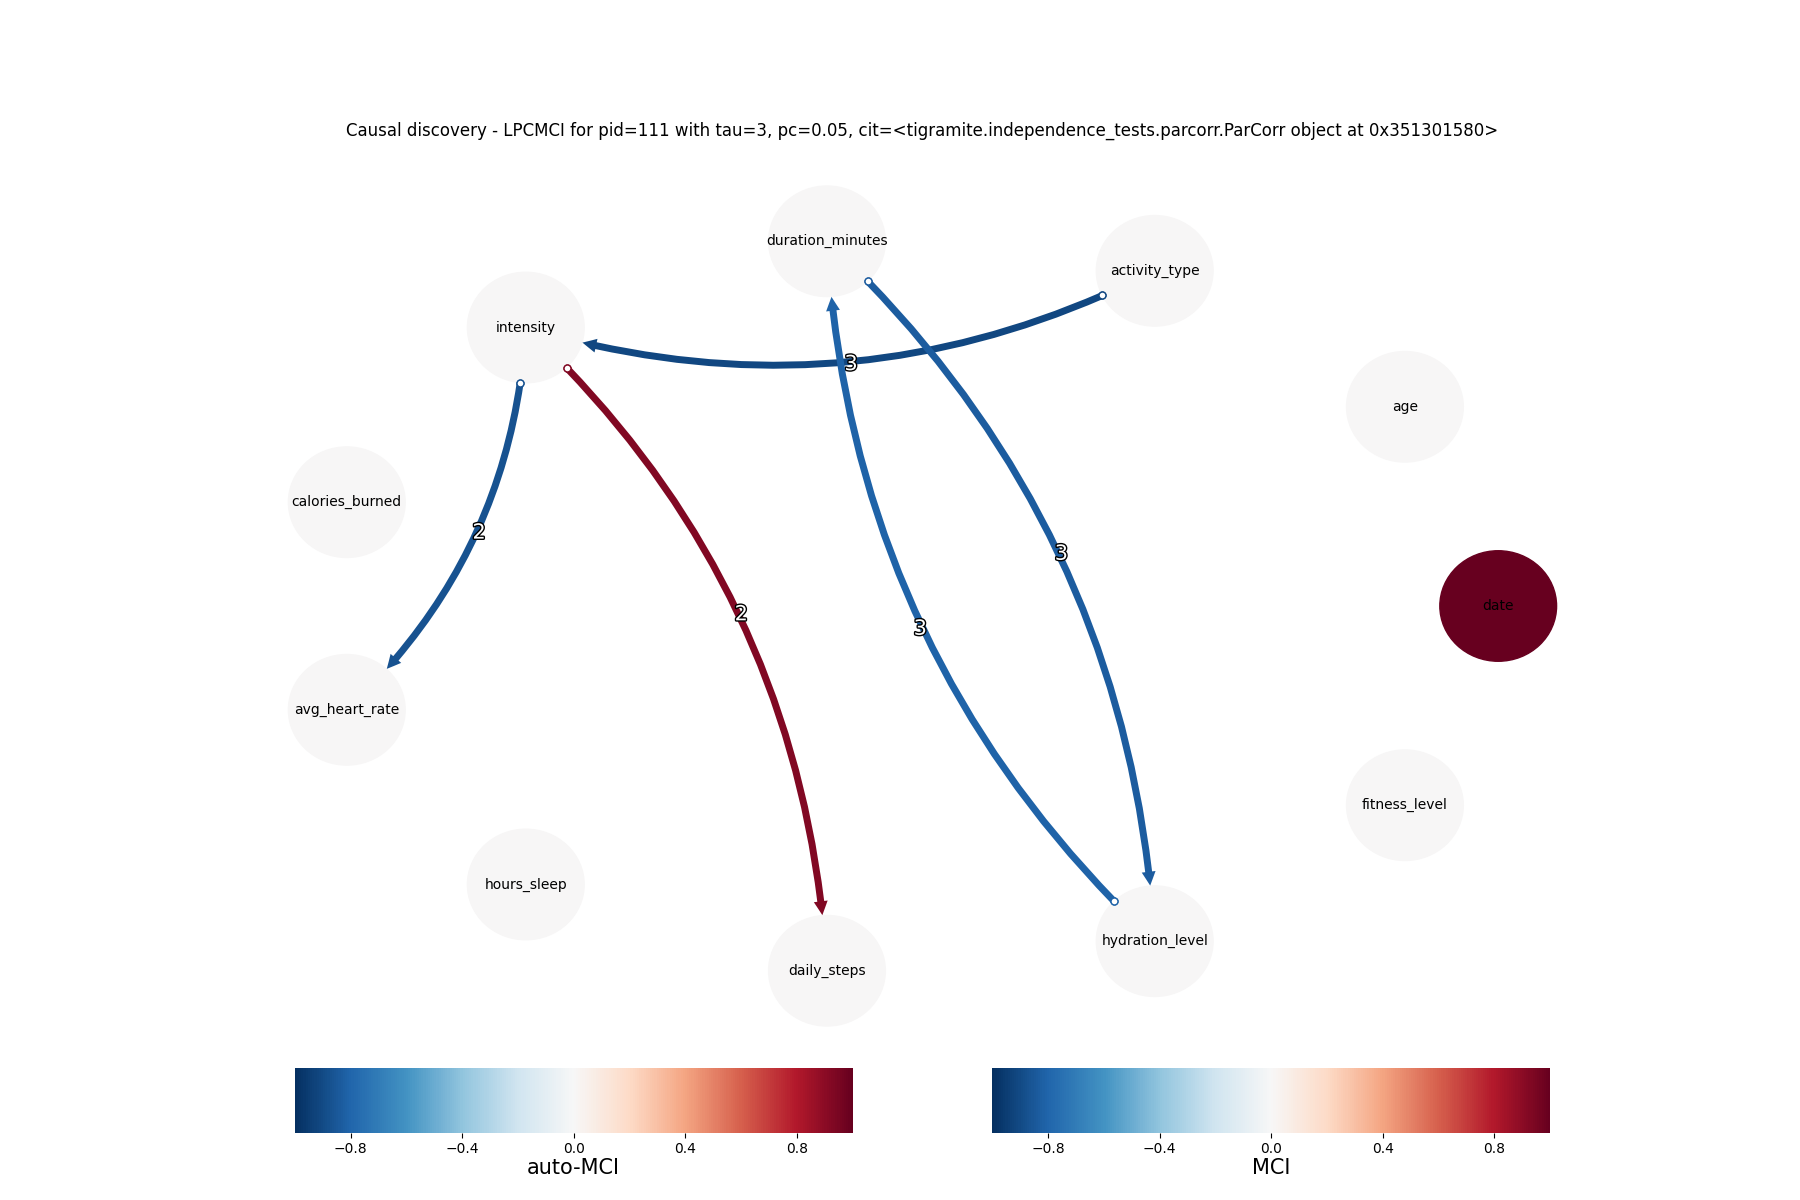 Causal discovery - LPCMCI for pid=111 with tau=3, pc=0.05, cit=<tigramite.independence_tests.parcorr.ParCorr object at 0x351301580>
duration_minutes
activity_type
intensity
3
age
calories_burned
2
3
date
2
3
avg_heart_rate
fitness_level
hours_sleep
hydration_level
daily_steps
−0.8 −0.4 0.0 0.4 0.8
auto-MCI
−0.8 −0.4 0.0 0.4 0.8
MCI